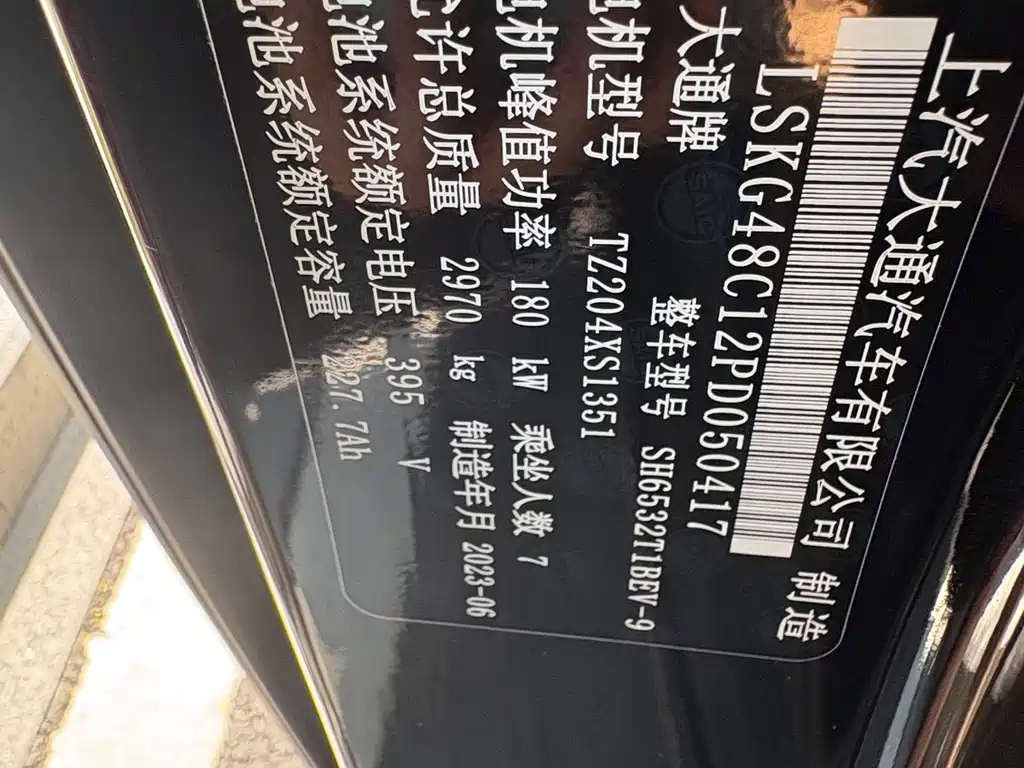 上汽大通汽车有限公司 制造
LSKG48C12PD050417
大通牌 整车型号 SH6532T1BEV-9
电机型号 TZ204XS1351
电机峰值功率 180 kW 乘坐人数 7
允许总质量 2970 kg 制造年月 2023-06
电池系统额定电压 395 V
电池系统额定容量 227.7Ah